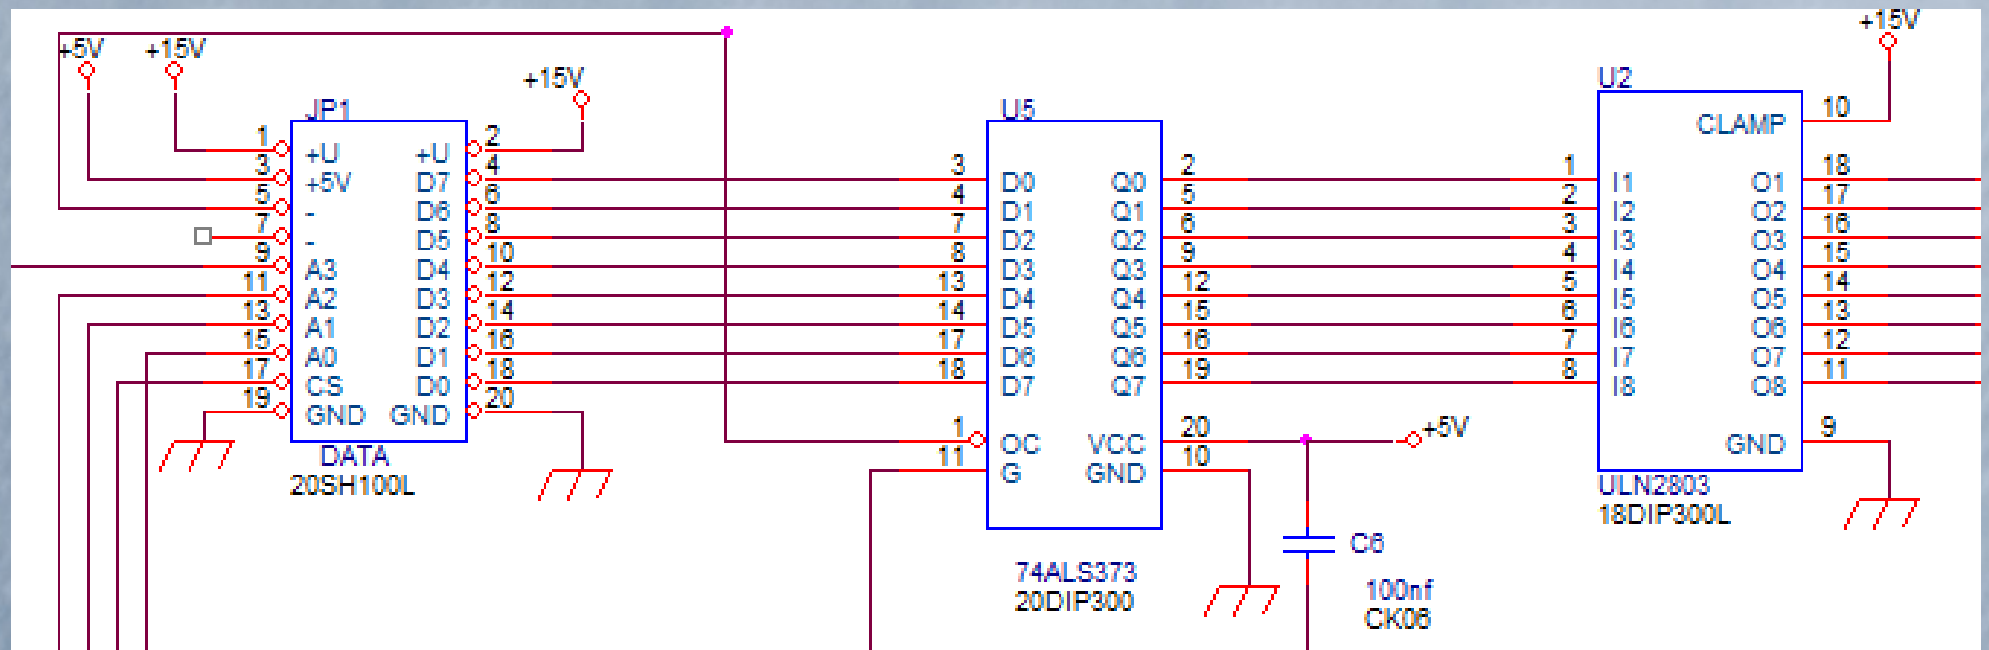 +15V
+5V
+15V
+15V
JP1
1
+U
3
+5V
5
-
7
-
9
A3
11
A2
13
A1
15
A0
17
CS
19
GND
+U
2
D7
4
D6
6
D5
8
D4
10
D3
12
D2
14
D1
16
D0
18
GND
20
DATA
20SH100L
U5
3
D0
4
D1
7
D2
8
D3
13
D4
14
D5
17
D6
18
D7
1
OC
11
G
Q0
2
Q1
5
Q2
6
Q3
9
Q4
12
Q5
15
Q6
16
Q7
19
VCC
20
GND
10
+5V
74ALS373
20DIP300
C6
100nf
CK06
U2
CLAMP
10
1
I1
2
I2
3
I3
4
I4
5
I5
6
I6
7
I7
8
I8
O1
18
O2
17
O3
16
O4
15
O5
14
O6
13
O7
12
O8
11
GND
9
ULN2803
18DIP300L